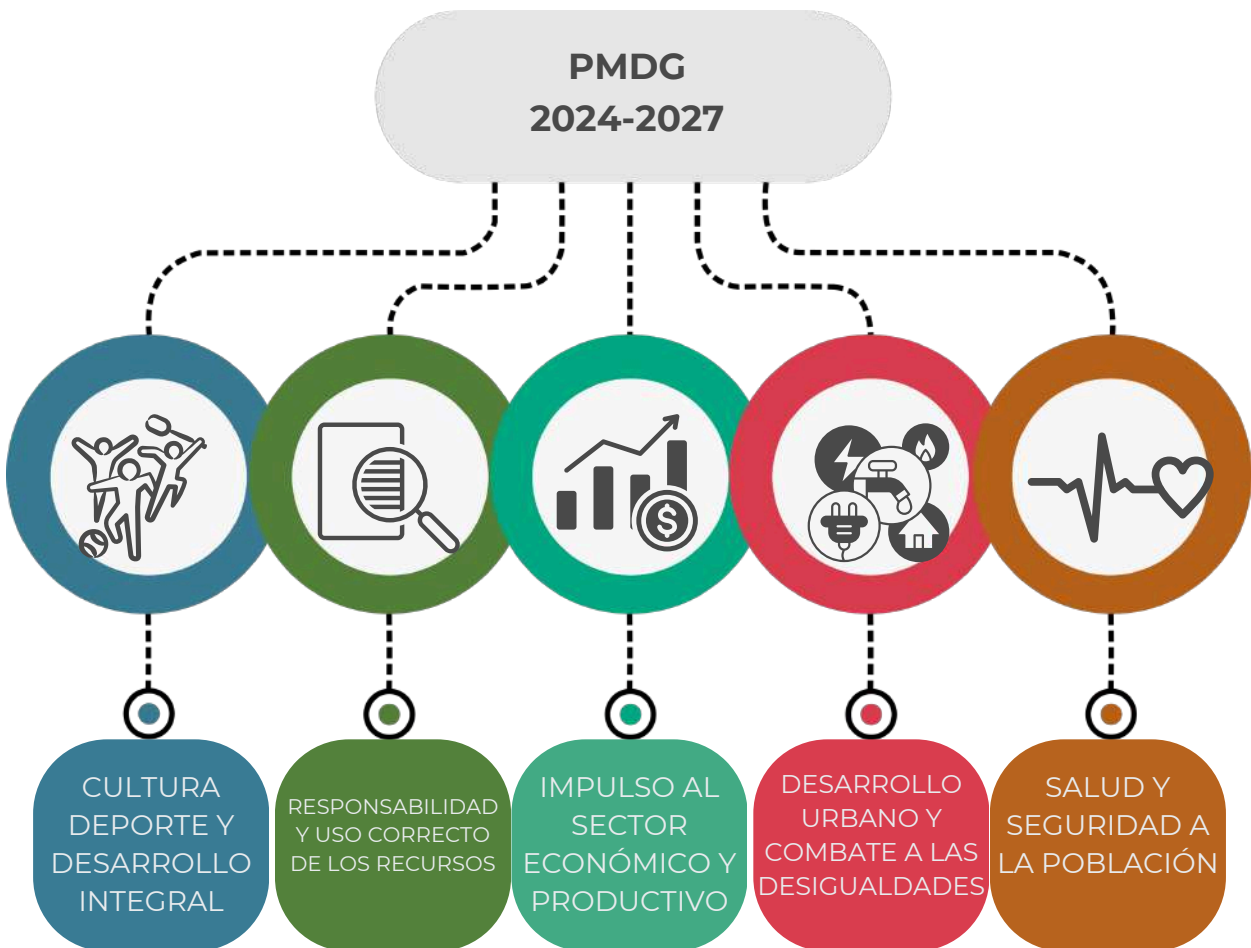 PMDG
2024-2027
CULTURA
DEPORTE Y
DESARROLLO
INTEGRAL
RESPONSABILIDAD
Y USO CORRECTO
DE LOS RECURSOS
IMPULSO AL
SECTOR
ECONÓMICO Y
PRODUCTIVO
DESARROLLO
URBANO Y
COMBATE A LAS
DESIGUALDADES
SALUD Y
SEGURIDAD A
LA POBLACIÓN